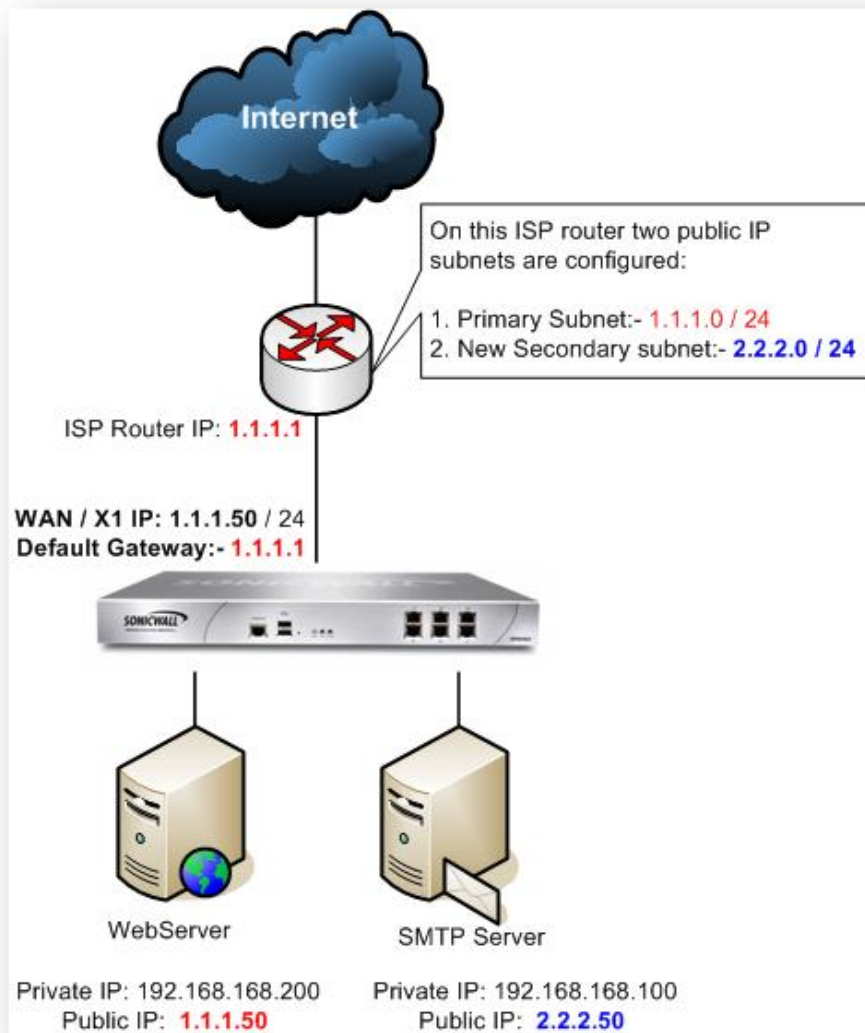 Internet
On this ISP router two public IP
subnets are configured:
1. Primary Subnet:- 1.1.1.0 / 24
2. New Secondary subnet:- 2.2.2.0 / 24
ISP Router IP: 1.1.1.1
WAN / X1 IP: 1.1.1.50 / 24
Default Gateway:- 1.1.1.1
SONICWALL
WebServer
SMTP Server
Private IP: 192.168.168.200
Public IP: 1.1.1.50
Private IP: 192.168.168.100
Public IP: 2.2.2.50